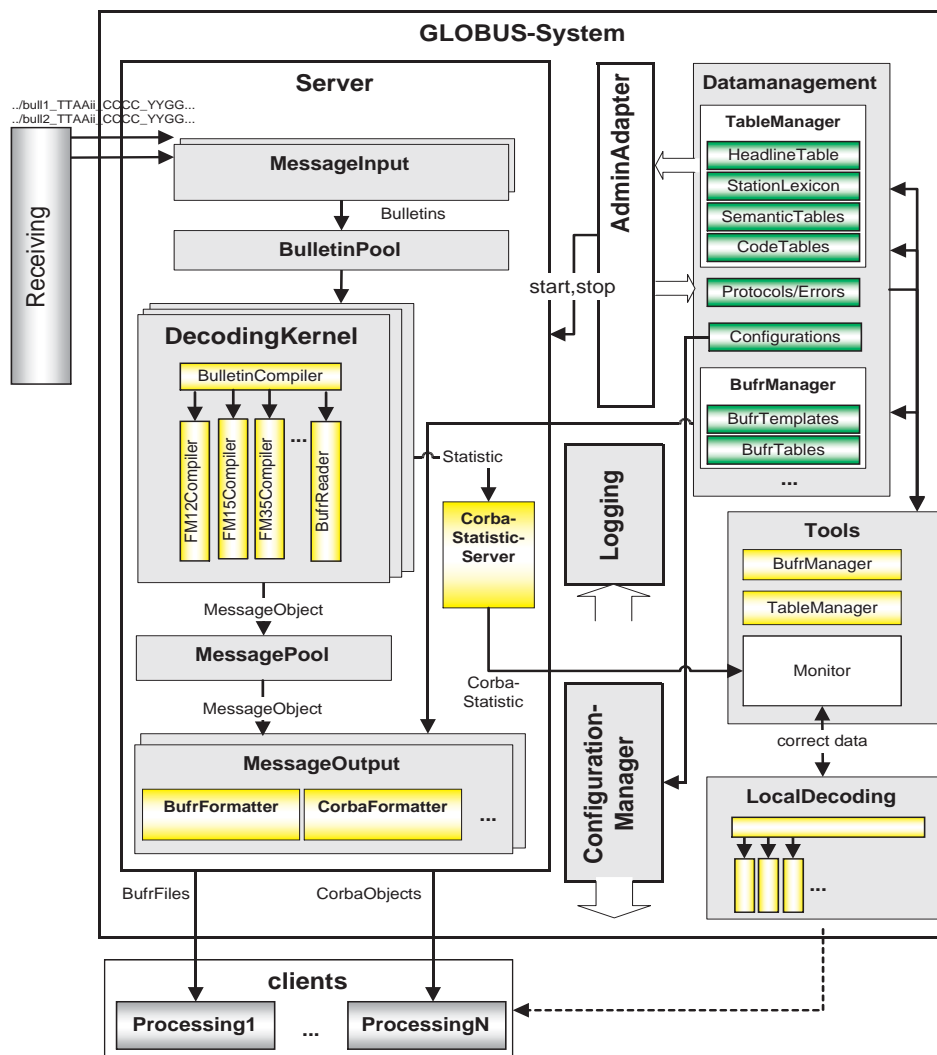 GLOBUS-System
Server
../bull1_TTAAii_CCCC_YYGG...
../bull2_TTAAii_CCCC_YYGG...
Receiving
MessageInput
Bulletins
BulletinPool
DecodingKernel
BulletinCompiler
FM12Compiler
FM15Compiler
FM35Compiler
...
BufrReader
Statistic
Corba-
Statistic-
Server
MessageObject
MessagePool
MessageObject
Corba-
Statistic
MessageOutput
BufrFormatter
CorbaFormatter
...
BufrFiles
CorbaObjects
clients
Processing1
...
ProcessingN
AdminAdapter
start,stop
Logging
Configuration-
Manager
Datamanagement
TableManager
HeadlineTable
StationLexicon
SemanticTables
CodeTables
Protocols/Errors
Configurations
BufrManager
BufrTemplates
BufrTables
...
Tools
BufrManager
TableManager
Monitor
correct data
LocalDecoding
...